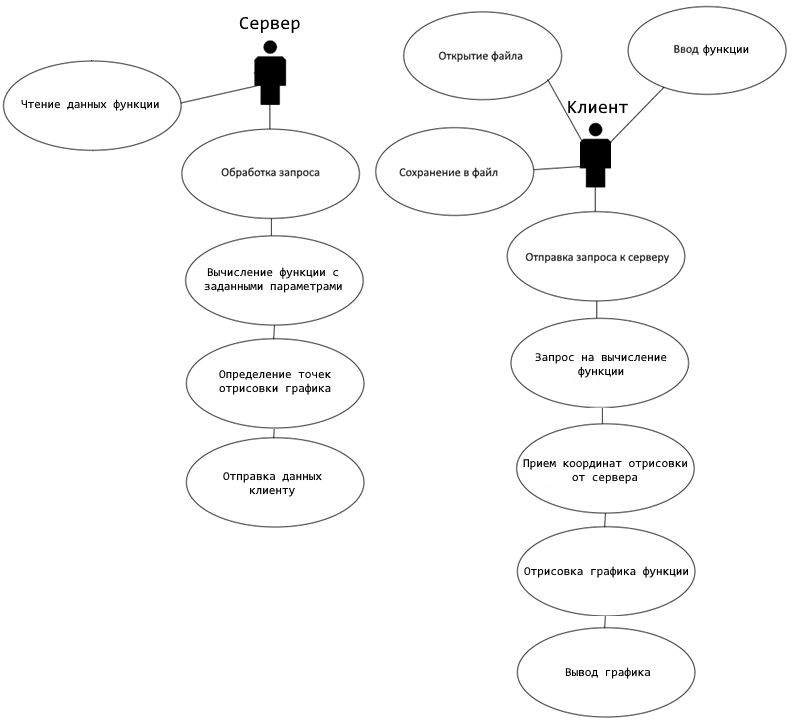 Сервер
Чтение данных функции
Обработка запроса
Вычисление функции с
заданными параметрами
Определение точек
отрисовки графика
Отправка данных
клиенту
Открытие файла
Ввод функции
Клиент
Сохранение в файл
Отправка запроса к серверу
Запрос на вычисление
функции
Прием координат отрисовки
от сервера
Отрисовка графика функции
Вывод графика